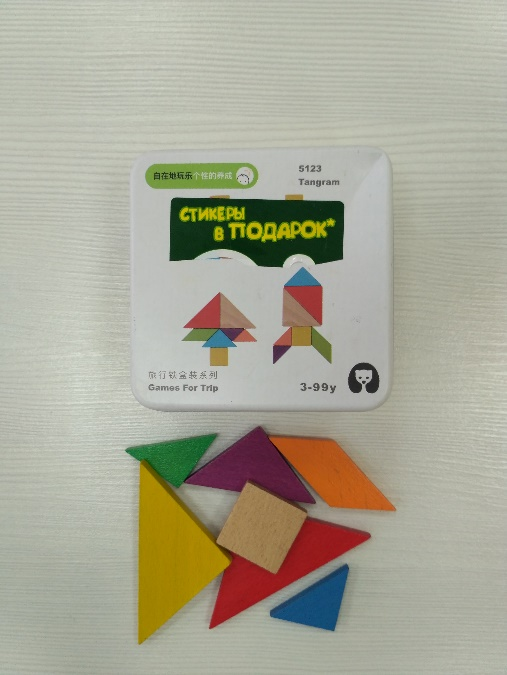 自在地玩乐 个性的养成
5123
Tangram
СТИКЕРЫ
В ПОДАРОК*
旅行铁盒装系列
Games For Trip
3-99y